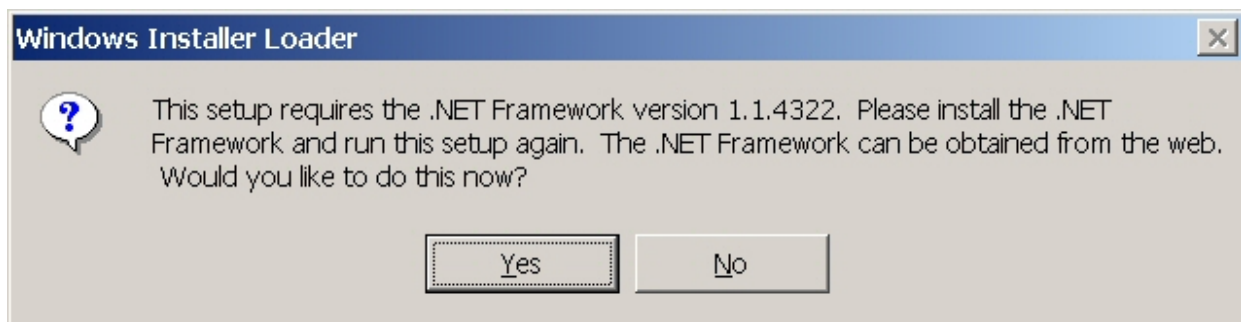 Windows Installer Loader
This setup requires the .NET Framework version 1.1.4322.  Please install the .NET
Framework and run this setup again.  The .NET Framework can be obtained from the web.
Would you like to do this now?
Yes
No